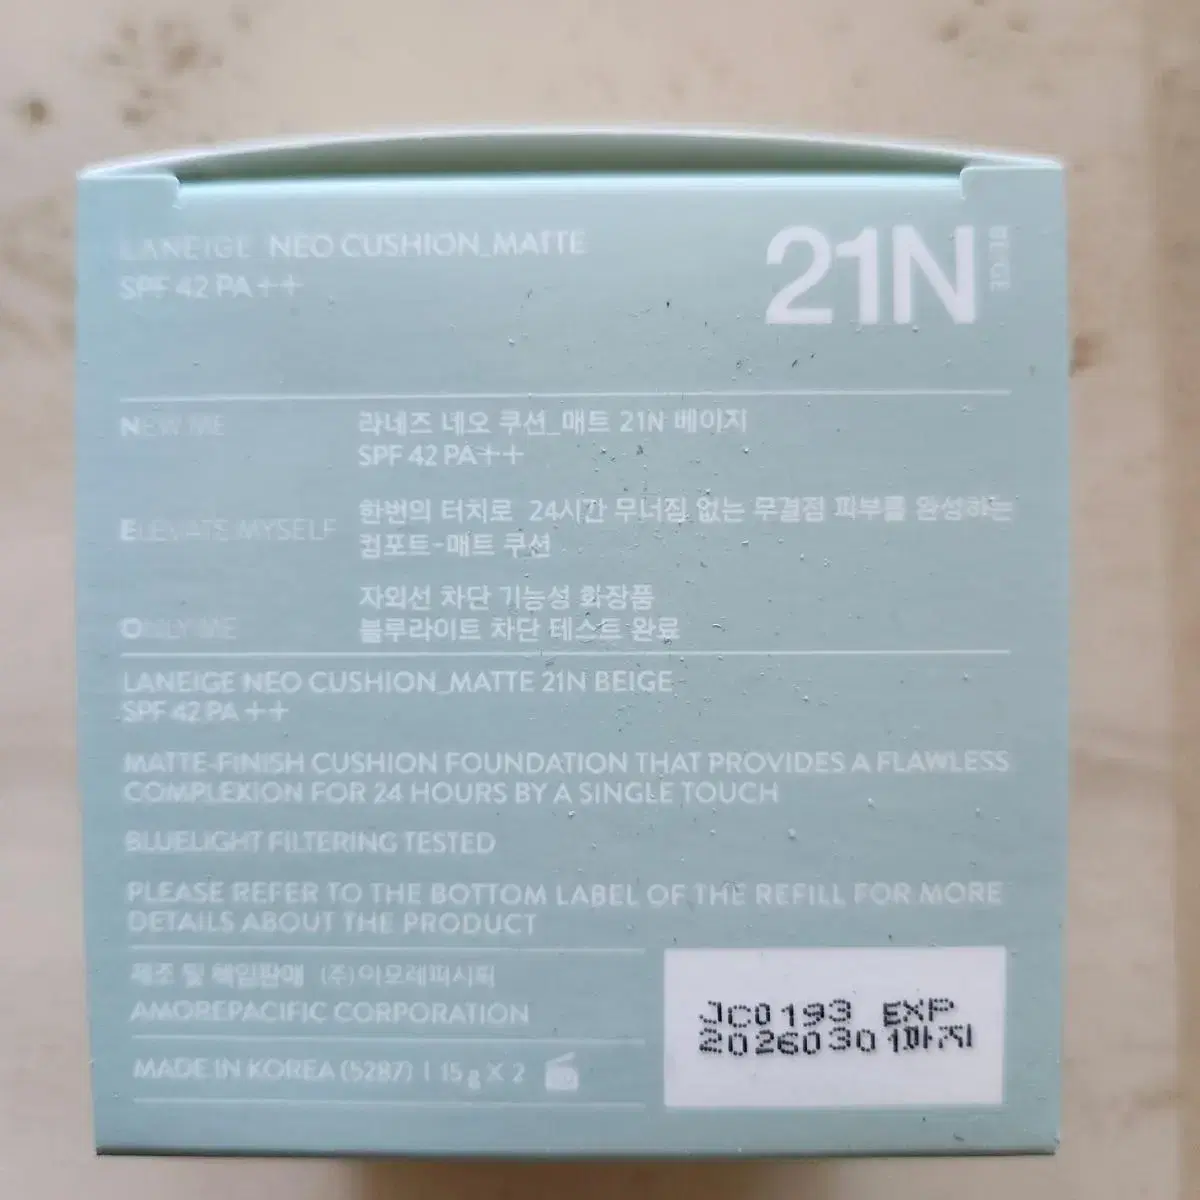 LANEIGE NEO CUSHION_MATTE
SPF 42 PA++
21N
BEIGE
NEW ME
라네즈 네오 쿠션_매트 21N 베이지
SPF 42 PA++
ELEVATE MYSELF
한번의 터치로 24시간 무너짐 없는 무결점 피부를 완성하는
컴포트-매트 쿠션
자외선 차단 기능성 화장품
ONLY ME
블루라이트 차단 테스트 완료
LANEIGE NEO CUSHION_MATTE 21N BEIGE
SPF 42 PA ++
MATTE-FINISH CUSHION FOUNDATION THAT PROVIDES A FLAWLESS
COMPLEXION FOR 24 HOURS BY A SINGLE TOUCH
BLUELIGHT FILTERING TESTED
PLEASE REFER TO THE BOTTOM LABEL OF THE REFILL FOR MORE
DETAILS ABOUT THE PRODUCT
제조 및 책임판매 (주)아모레퍼시픽
AMOREPACIFIC CORPORATION
MADE IN KOREA (5287) | 15 g X 2
JC0193 EXP
20260301까지